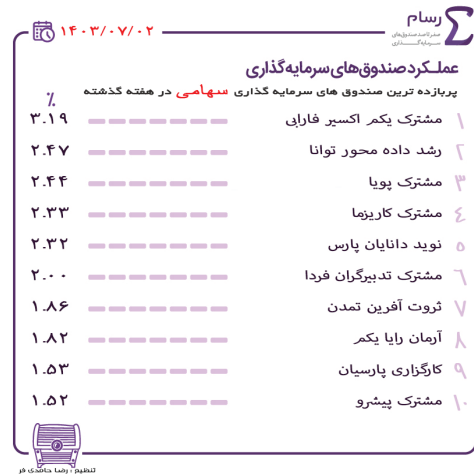 رسام
۱۴۰۳/۰۷/۰۲
عملکرد صندوق‌های سرمایه‌گذاری
پربازده ترین صندوق های سرمایه گذاری سهامی در هفته گذشته
٪
۱ مشترک یکم اکسیر فارابی ۳.۱۹
۲ رشد داده محور توانا ۲.۴۷
۳ مشترک پویا ۲.۴۴
۴ مشترک کاریزما ۲.۳۳
۵ نوید دانایان پارس ۲.۳۲
۶ مشترک تدبیرگران فردا ۲.۰۰
۷ ثروت آفرین تمدن ۱.۸۶
۸ آرمان رایا یکم ۱.۸۲
۹ کارگزاری پارسیان ۱.۵۳
۱۰ مشترک پیشرو ۱.۵۲
تنظیم : رضا حامدی فر